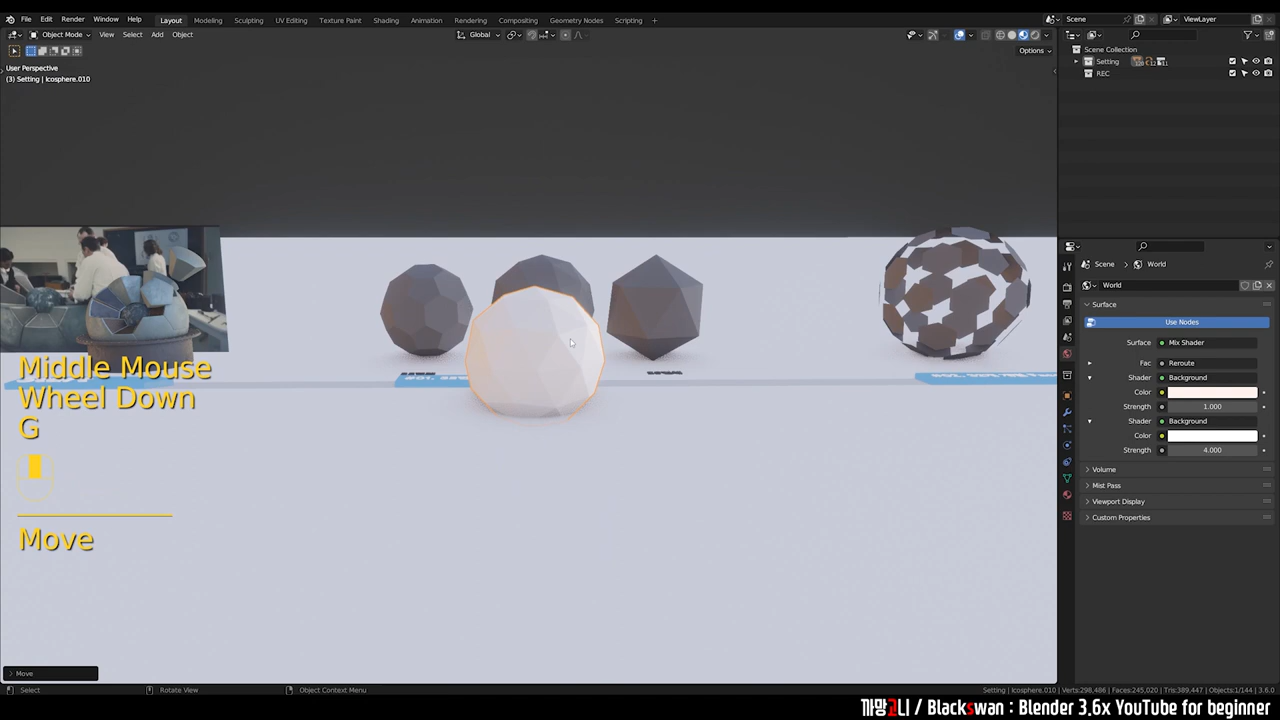 File Edit Render Window Help Layout Modeling Sculpting UV Editing Texture Paint Shading Animation Rendering Compositing Geometry Nodes Scripting + Scene ViewLayer
Object Mode View Select Add Object Global
Options
User Perspective
(3) Setting | Icosphere.010
Scene Collection
Setting
REC
Scene World
World
Surface
Use Nodes
Surface Mix Shader
Fac Reroute
Shader Background
Color
Strength 1.000
Shader Background
Color
Strength 4.000
Volume
Mist Pass
Viewport Display
Custom Properties
Middle Mouse
Wheel Down
G
Move
Move
Select Rotate View Object Context Menu Setting | Icosphere.010 | Verts:298,486 | Faces:245,020 | Tris:389,447 | Objects:1/144 | 3.6.0
까망고니 / Blackswan : Blender 3.6x YouTube for beginner